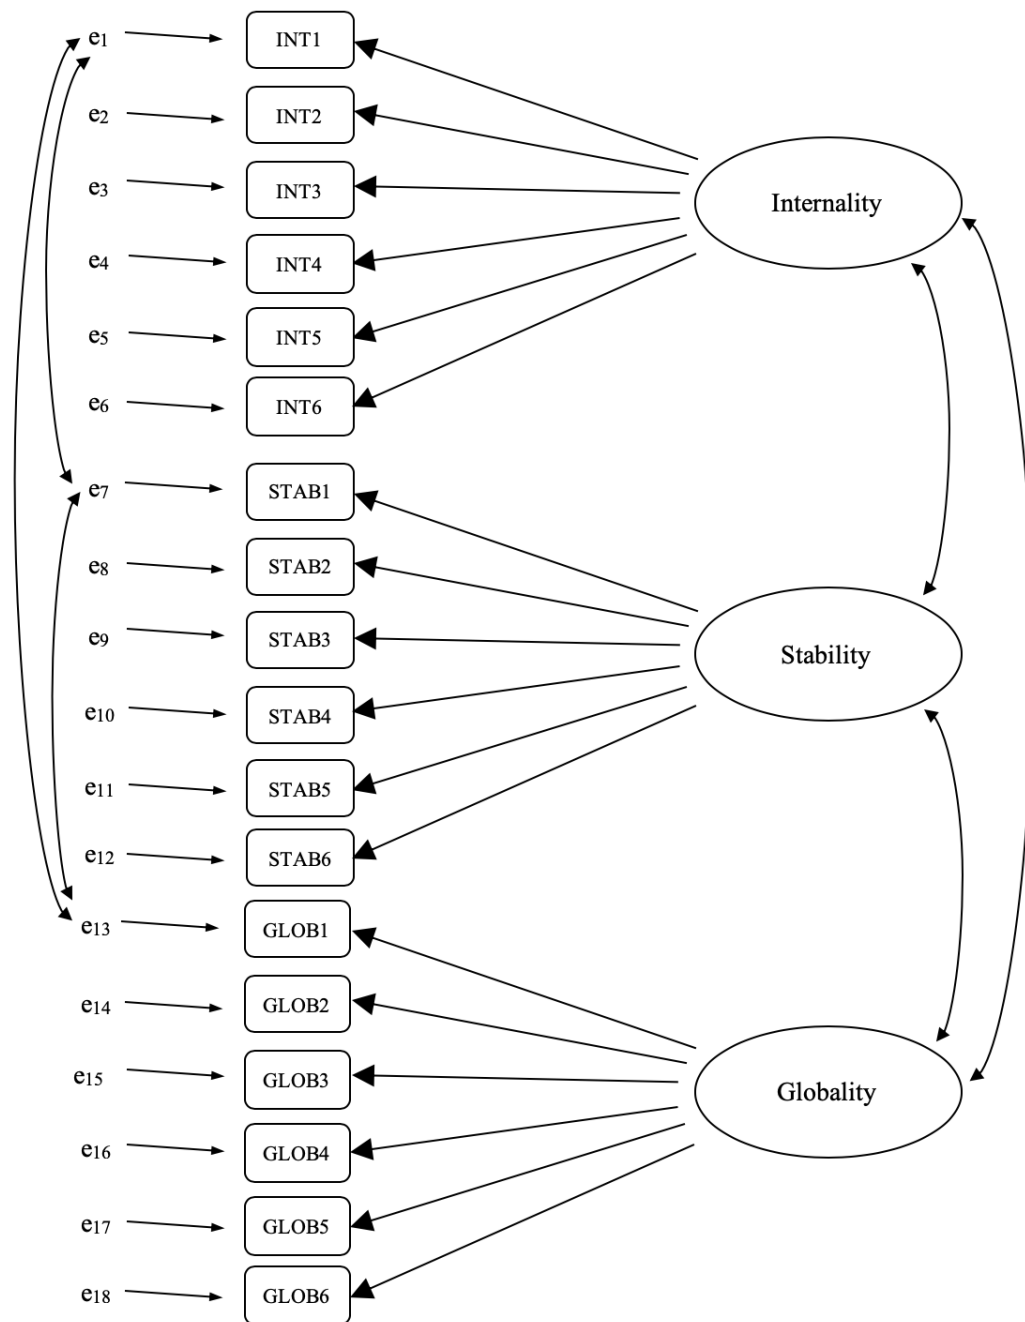 e1 INT1
e2 INT2
e3 INT3
Internality
e4 INT4
e5 INT5
e6 INT6
e7 STAB1
e8 STAB2
e9 STAB3
Stability
e10 STAB4
e11 STAB5
e12 STAB6
e13 GLOB1
e14 GLOB2
e15 GLOB3
Globality
e16 GLOB4
e17 GLOB5
e18 GLOB6